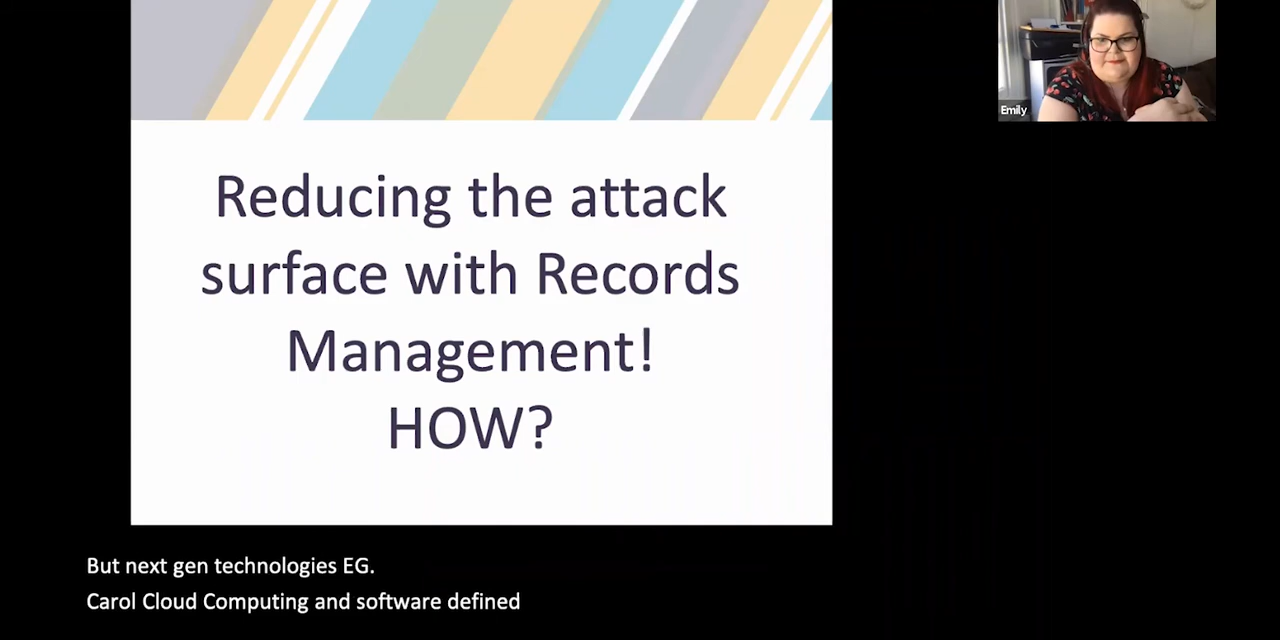 Reducing the attack
surface with Records
Management!
HOW?
Emily
But next gen technologies EG.
Carol Cloud Computing and software defined